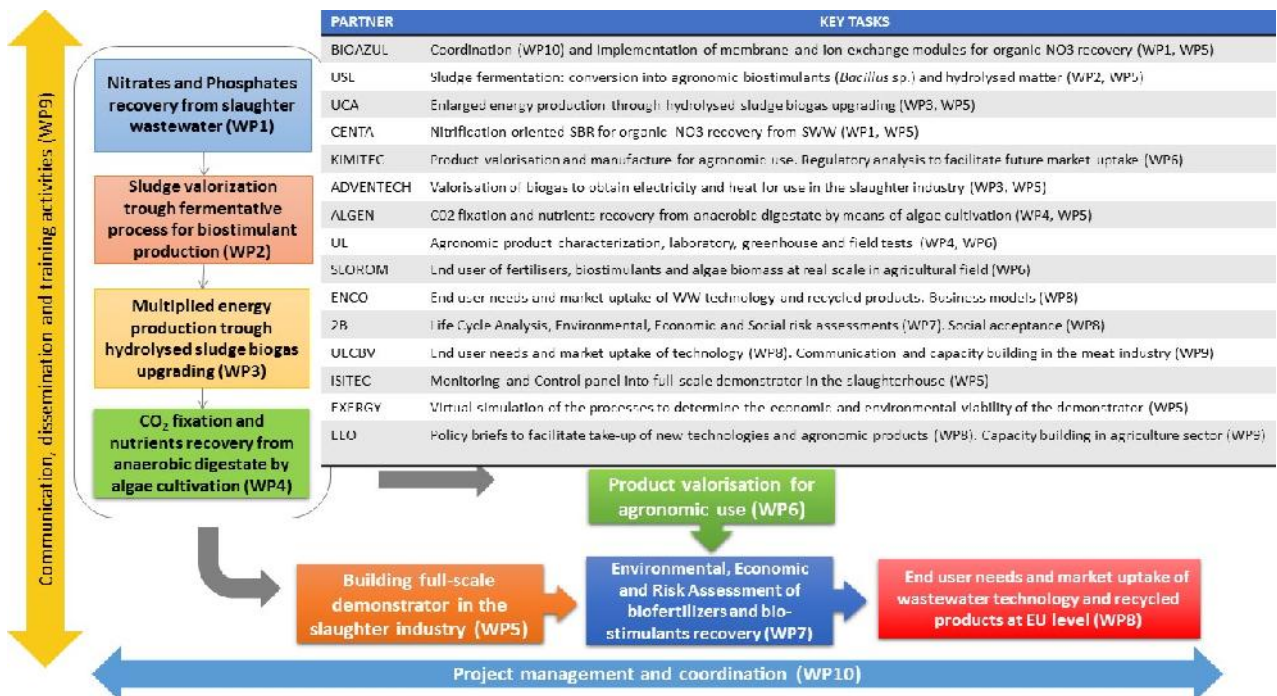 PARTNER KEY TASKS
BIOAZUL Coordination (WP10) and implementation of membrane and ion exchange modules for organic NO3 recovery (WP1, WP5)
USE Sludge fermentation: conversion into agronomic biostimulants (Bacillus sp.) and hydrolysed matter (WP2, WP5)
UCA Enlarged energy production through hydrolysed sludge biogas upgrading (WP3, WP5)
CENTA Nitrification oriented SBR for organic NO3 recovery from SWW (WP1, WP5)
KIMITEC Product valorisation and manufacture for agronomic use. Regulatory analysis to facilitate future market uptake (WP6)
ADVENTECH Valorisation of biogas to obtain electricity and heat for use in the slaughter industry (WP3, WP5)
ALGEN CO2 fixation and nutrients recovery from anaerobic digestate by means of algae cultivation (WP4, WP5)
UL Agronomic product characterization, laboratory, greenhouse and field tests (WP4, WP6)
SLOROM End user of fertilisers, biostimulants and algae biomass at real scale in agricultural field (WP6)
ENCO End user needs and market uptake of WW technology and recycled products. Business models (WP8)
2B Life Cycle Analysis, Environmental, Economic and Social risk assessments (WP7). Social acceptance (WP8)
UECBV End user needs and market uptake of technology (WP8). Communication and capacity building in the meat industry (WP9)
ISITEC Monitoring and Control panel into full-scale demonstrator in the slaughterhouse (WP5)
EXERGY Virtual simulation of the processes to determine the economic and environmental viability of the demonstrator (WP5)
ELO Policy briefs to facilitate take-up of new technologies and agronomic products (WP8). Capacity building in agriculture sector (WP9)
Communication, dissemination and training activities (WP9)
Nitrates and Phosphates
recovery from slaughter
wastewater (WP1)
Sludge valorization
trough fermentative
process for biostimulant
production (WP2)
Multiplied energy
production trough
hydrolysed sludge biogas
upgrading (WP3)
CO2 fixation and
nutrients recovery from
anaerobic digestate by
algae cultivation (WP4)
Product valorisation for
agronomic use (WP6)
Building full-scale
demonstrator in the
slaughter industry (WP5)
Environmental, Economic
and Risk Assessment of
biofertilizers and bio-
stimulants recovery (WP7)
End user needs and market uptake of
wastewater technology and recycled
products at EU level (WP8)
Project management and coordination (WP10)